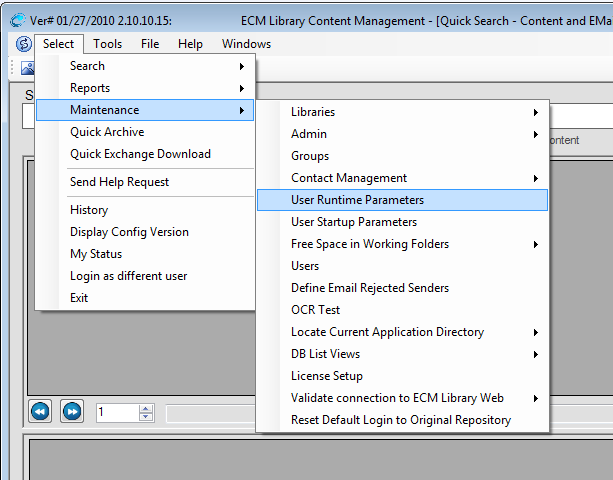 Ver# 01/27/2010 2.10.10.15: ECM Library Content Management - [Quick Search - Content and EMa
Select Tools File Help Windows
Search
Reports
Maintenance
Quick Archive
Quick Exchange Download
Send Help Request
History
Display Config Version
My Status
Login as different user
Exit
Libraries
Admin
Groups
Contact Management
User Runtime Parameters
User Startup Parameters
Free Space in Working Folders
Users
Define Email Rejected Senders
OCR Test
Locate Current Application Directory
DB List Views
License Setup
Validate connection to ECM Library Web
Reset Default Login to Original Repository
ontent
1